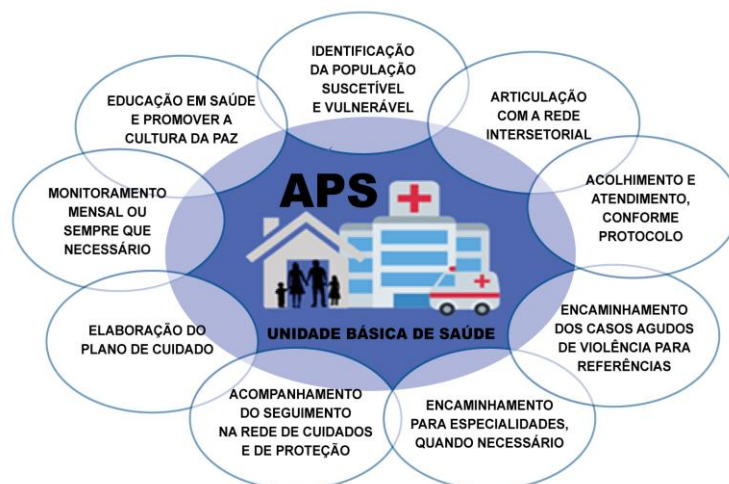 IDENTIFICAÇÃO
DA POPULAÇÃO
SUSCETÍVEL
E VULNERÁVEL
ARTICULAÇÃO
COM A REDE
INTERSETORIAL
ACOLHIMENTO E
ATENDIMENTO,
CONFORME
PROTOCOLO
ENCAMINHAMENTO
DOS CASOS AGUDOS
DE VIOLÊNCIA PARA
REFERÊNCIAS
ENCAMINHAMENTO
PARA ESPECIALIDADES,
QUANDO NECESSÁRIO
ACOMPANHAMENTO
DO SEGUIMENTO
NA REDE DE CUIDADOS
E DE PROTEÇÃO
ELABORAÇÃO DO
PLANO DE CUIDADO
MONITORAMENTO
MENSAL OU
SEMPRE QUE
NECESSÁRIO
EDUCAÇÃO EM SAÚDE
E PROMOVER A
CULTURA DA PAZ
APS
UNIDADE BÁSICA DE SAÚDE